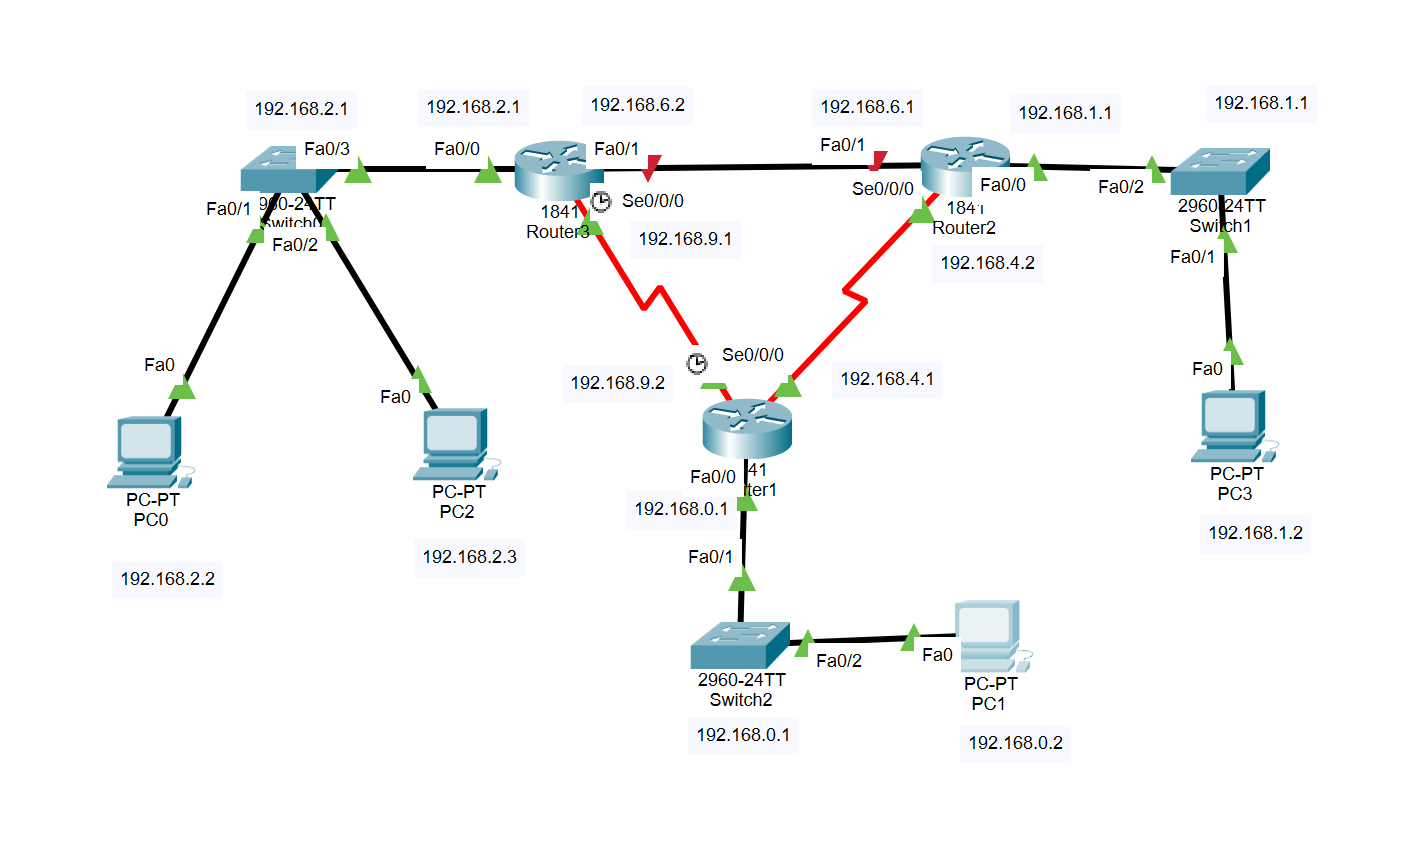 192.168.2.1
192.168.2.1
192.168.6.2
192.168.6.1
192.168.1.1
192.168.1.1
Fa0/3
Fa0/0
Fa0/1
Fa0/1
Se0/0/0
Fa0/0
Fa0/2
Fa0/1
Switch0
Fa0/2
Se0/0/0
1841
Router3
192.168.9.1
1841
Router2
192.168.4.2
2960-24TT
Switch1
Fa0/1
Se0/0/0
192.168.9.2
192.168.4.1
Fa0
Fa0
Fa0
PC-PT
PC0
PC-PT
PC2
PC-PT
PC3
Fa0/0
41
ter1
192.168.0.1
192.168.2.2
192.168.2.3
192.168.1.2
Fa0/1
Fa0/2
Fa0
2960-24TT
Switch2
PC-PT
PC1
192.168.0.1
192.168.0.2